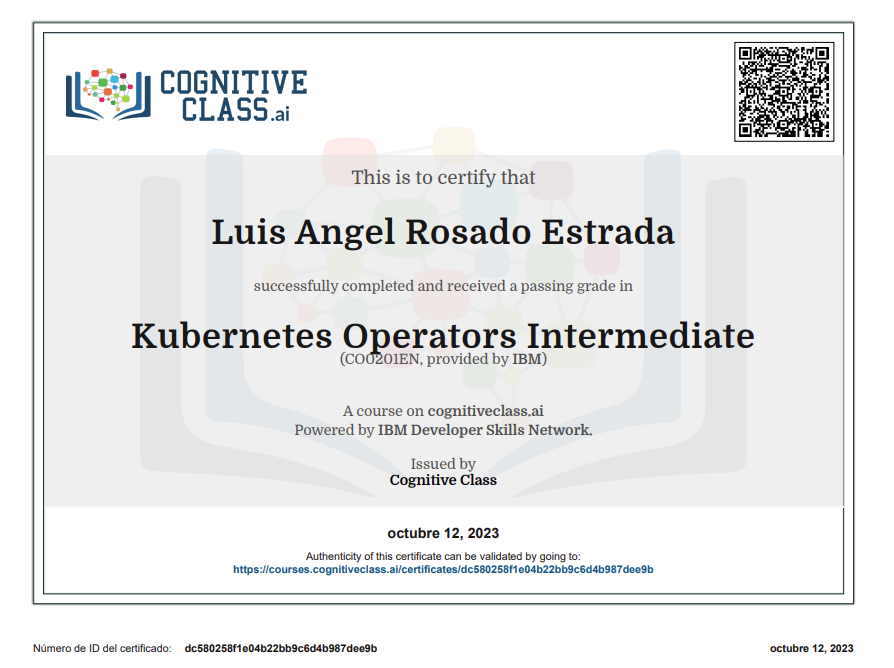 COGNITIVE
CLASS.ai
This is to certify that
Luis Angel Rosado Estrada
successfully completed and received a passing grade in
Kubernetes Operators Intermediate
(CO0201EN, provided by IBM)
A course on cognitiveclass.ai
Powered by IBM Developer Skills Network.
Issued by
Cognitive Class
octubre 12, 2023
Authenticity of this certificate can be validated by going to:
https://courses.cognitiveclass.ai/certificates/dc580258f1e04b22bb9c6d4b987dee9b
Número de ID del certificado: dc580258f1e04b22bb9c6d4b987dee9b
octubre 12, 2023